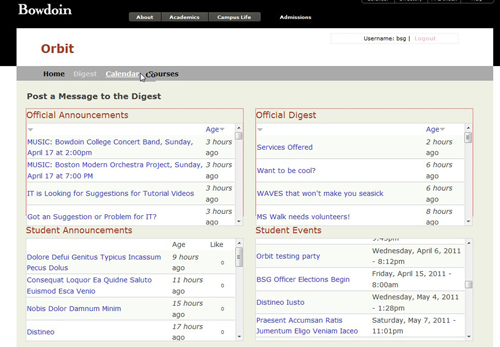 Bowdoin
About Academics Campus Life Admissions
Orbit
Username: bsg | Logout
Home Digest Calendar Courses
Post a Message to the Digest
Official Announcements
Age
MUSIC: Bowdoin College Concert Band, Sunday, 3 hours
April 17 at 2:00pm ago
MUSIC: Boston Modern Orchestra Project, Sunday, 3 hours
April 17 at 7:00 PM ago
IT is Looking for Suggestions for Tutorial Videos 3 hours
ago
Got an Suggestion or Problem for IT? 3 hours
ago
Official Digest
Age
Services Offered 2 hours
ago
Want to be cool? 6 hours
ago
WAVES that won't make you seasick 6 hours
ago
MS Walk needs volunteers! 8 hours
ago
Student Announcements
Age Like
Dolore Defui Genitus Typicus Incassum 9 hours 0
Pecus Dolus ago
Consequat Loquor Ea Quidne Saluto 11 hours 0
Euismod Esca Venio ago
Nobis Dolor Damnum Minim 15 hours 0
ago
Distineo 17 hours 0
ago
Student Events
9:45pm
Orbit testing party Wednesday, April 6, 2011
- 8:12pm
BSG Officer Elections Begin Friday, April 15, 2011 -
8:00am
Distineo Iusto Wednesday, May 4, 2011
- 1:28pm
Praesent Accumsan Ratis Saturday, May 7, 2011 -
Jumentum Eligo Veniam Iaceo 11:01pm